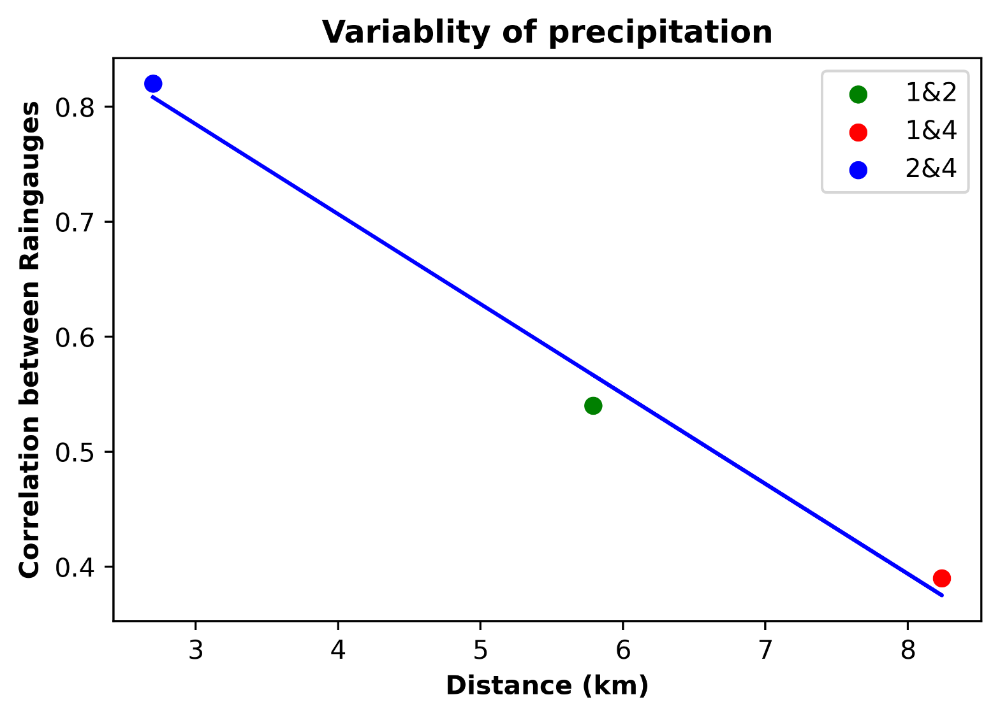 Variablity of precipitation
Correlation between Raingauges
0.8
0.7
0.6
0.5
0.4
1&2
1&4
2&4
3 4 5 6 7 8
Distance (km)